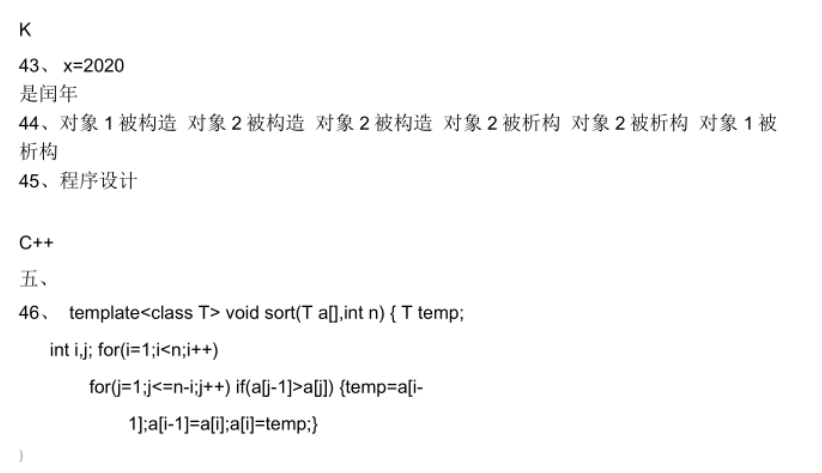 K
43、 x=2020
是闰年
44、对象 1 被构造 对象 2 被构造 对象 2 被构造 对象 2 被析构 对象 2 被析构 对象 1 被
析构
45、程序设计
C++
五、
46、 template<class T> void sort(T a[],int n) { T temp;
int i,j; for(i=1;i<n;i++)
for(j=1;j<=n-i;j++) if(a[j-1]>a[j]) {temp=a[i-
1];a[i-1]=a[i];a[i]=temp;}
}